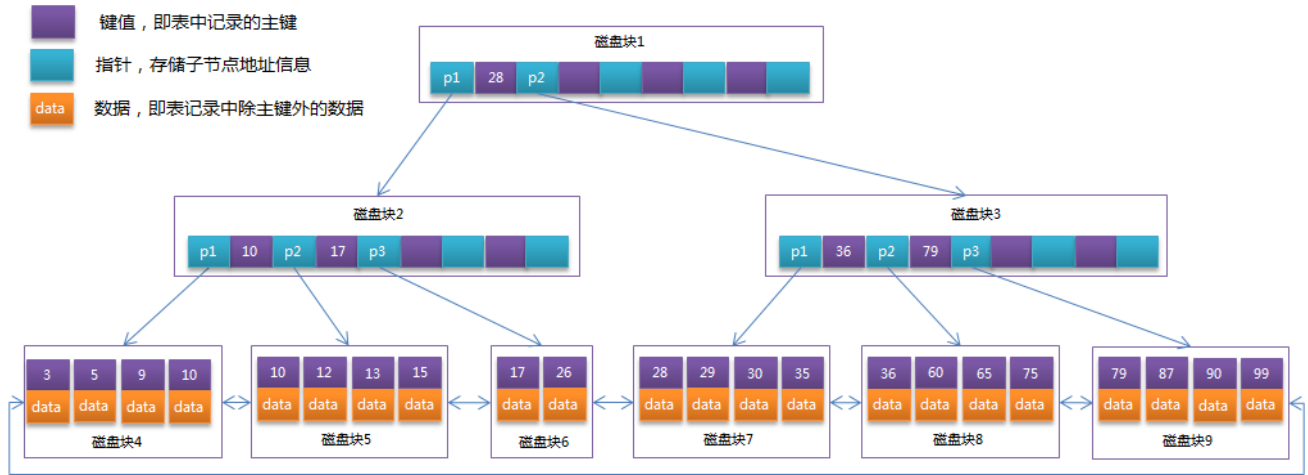 键值，即表中记录的主键
指针，存储子节点地址信息
data 数据，即表记录中除主键外的数据
磁盘块1
p1 28 p2
磁盘块2
p1 10 p2 17 p3
磁盘块3
p1 36 p2 79 p3
3 5 9 10
data data data data
磁盘块4
10 12 13 15
data data data data
磁盘块5
17 26
data data
磁盘块6
28 29 30 35
data data data data
磁盘块7
36 60 65 75
data data data data
磁盘块8
79 87 90 99
data data data data
磁盘块9